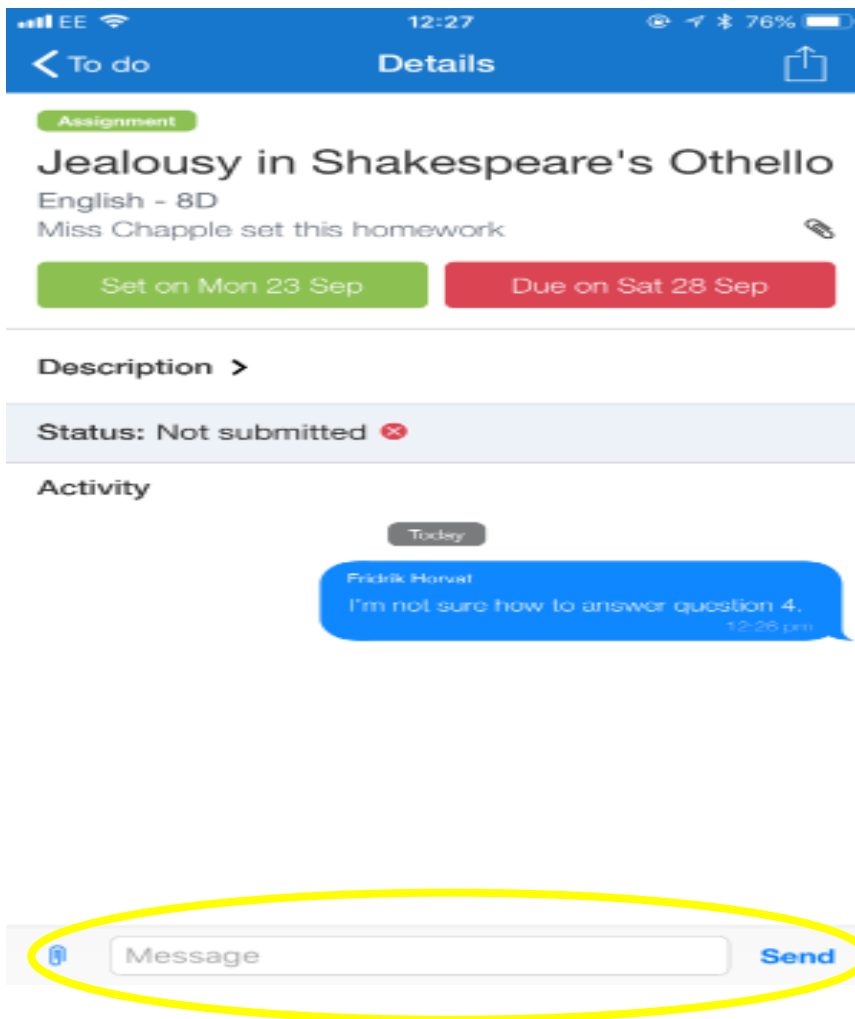 EE 12:27 76%
To do Details
Assignment
Jealousy in Shakespeare's Othello
English - 8D
Miss Chapple set this homework
Set on Mon 23 Sep Due on Sat 28 Sep
Description >
Status: Not submitted
Activity
Today
Fridrik Horvat
I'm not sure how to answer question 4.
12:26 pm
Message Send